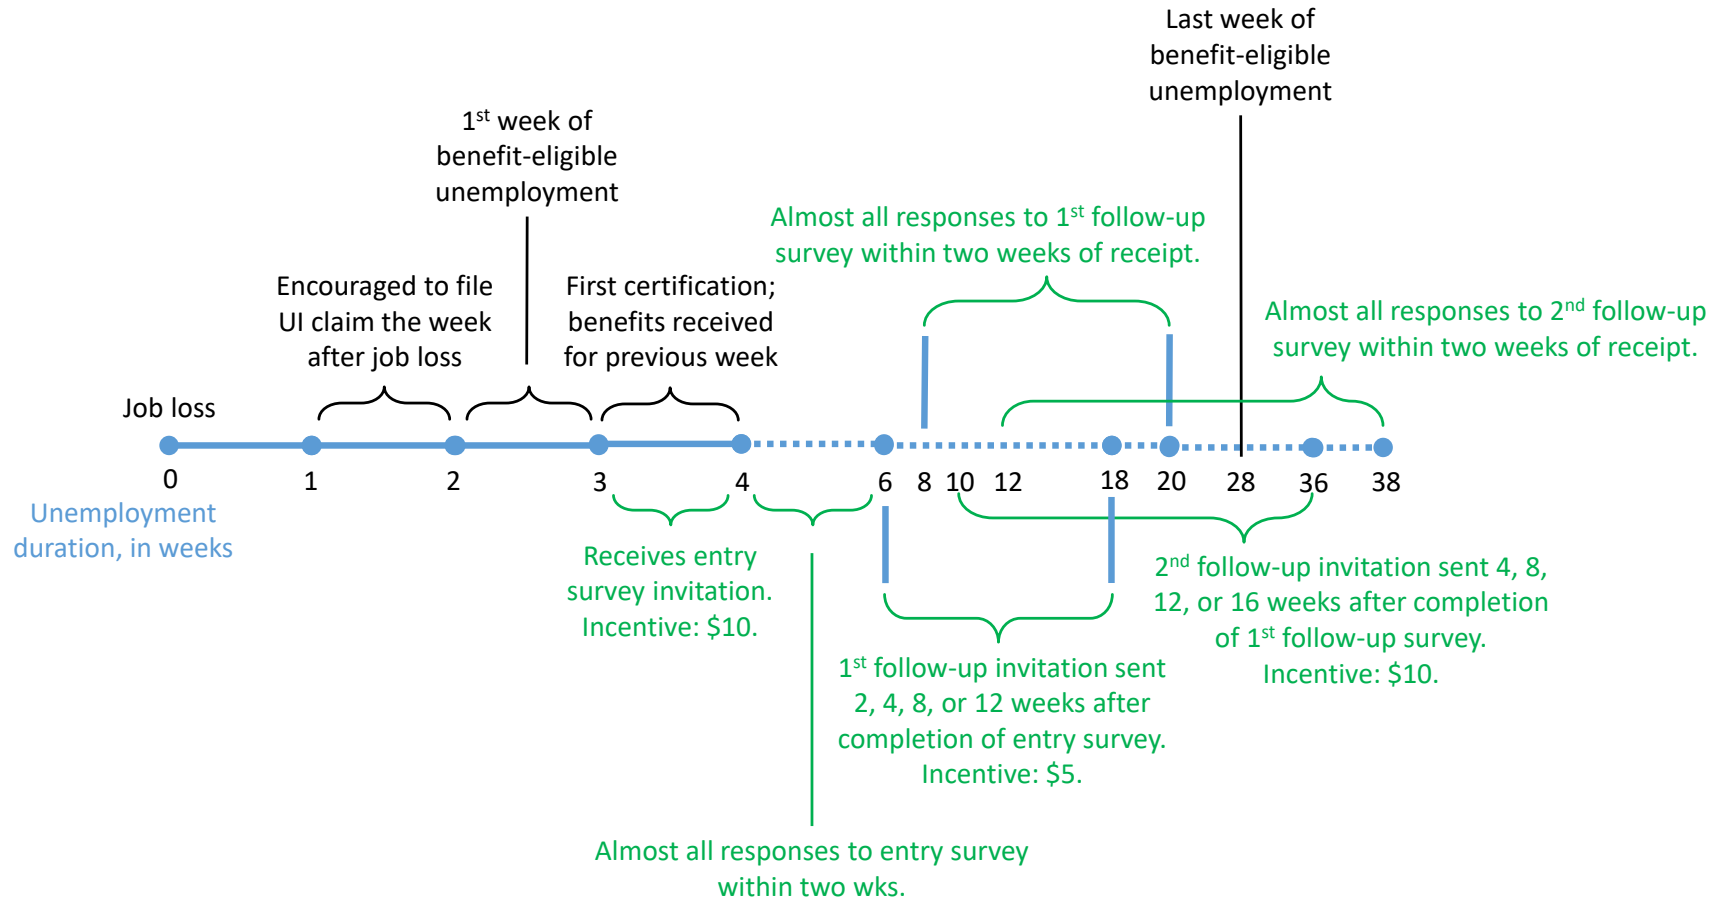 Last week of
benefit-eligible
unemployment
1st week of
benefit-eligible
unemployment
Almost all responses to 1st follow-up
survey within two weeks of receipt.
Encouraged to file
UI claim the week
after job loss
First certification;
benefits received
for previous week
Almost all responses to 2nd follow-up
survey within two weeks of receipt.
Job loss
0 1 2 3 4 6 8 10 12 18 20 28 36 38
Unemployment
duration, in weeks
Receives entry
survey invitation.
Incentive: $10.
2nd follow-up invitation sent 4, 8,
12, or 16 weeks after completion
of 1st follow-up survey.
Incentive: $10.
1st follow-up invitation sent
2, 4, 8, or 12 weeks after
completion of entry survey.
Incentive: $5.
Almost all responses to entry survey
within two wks.